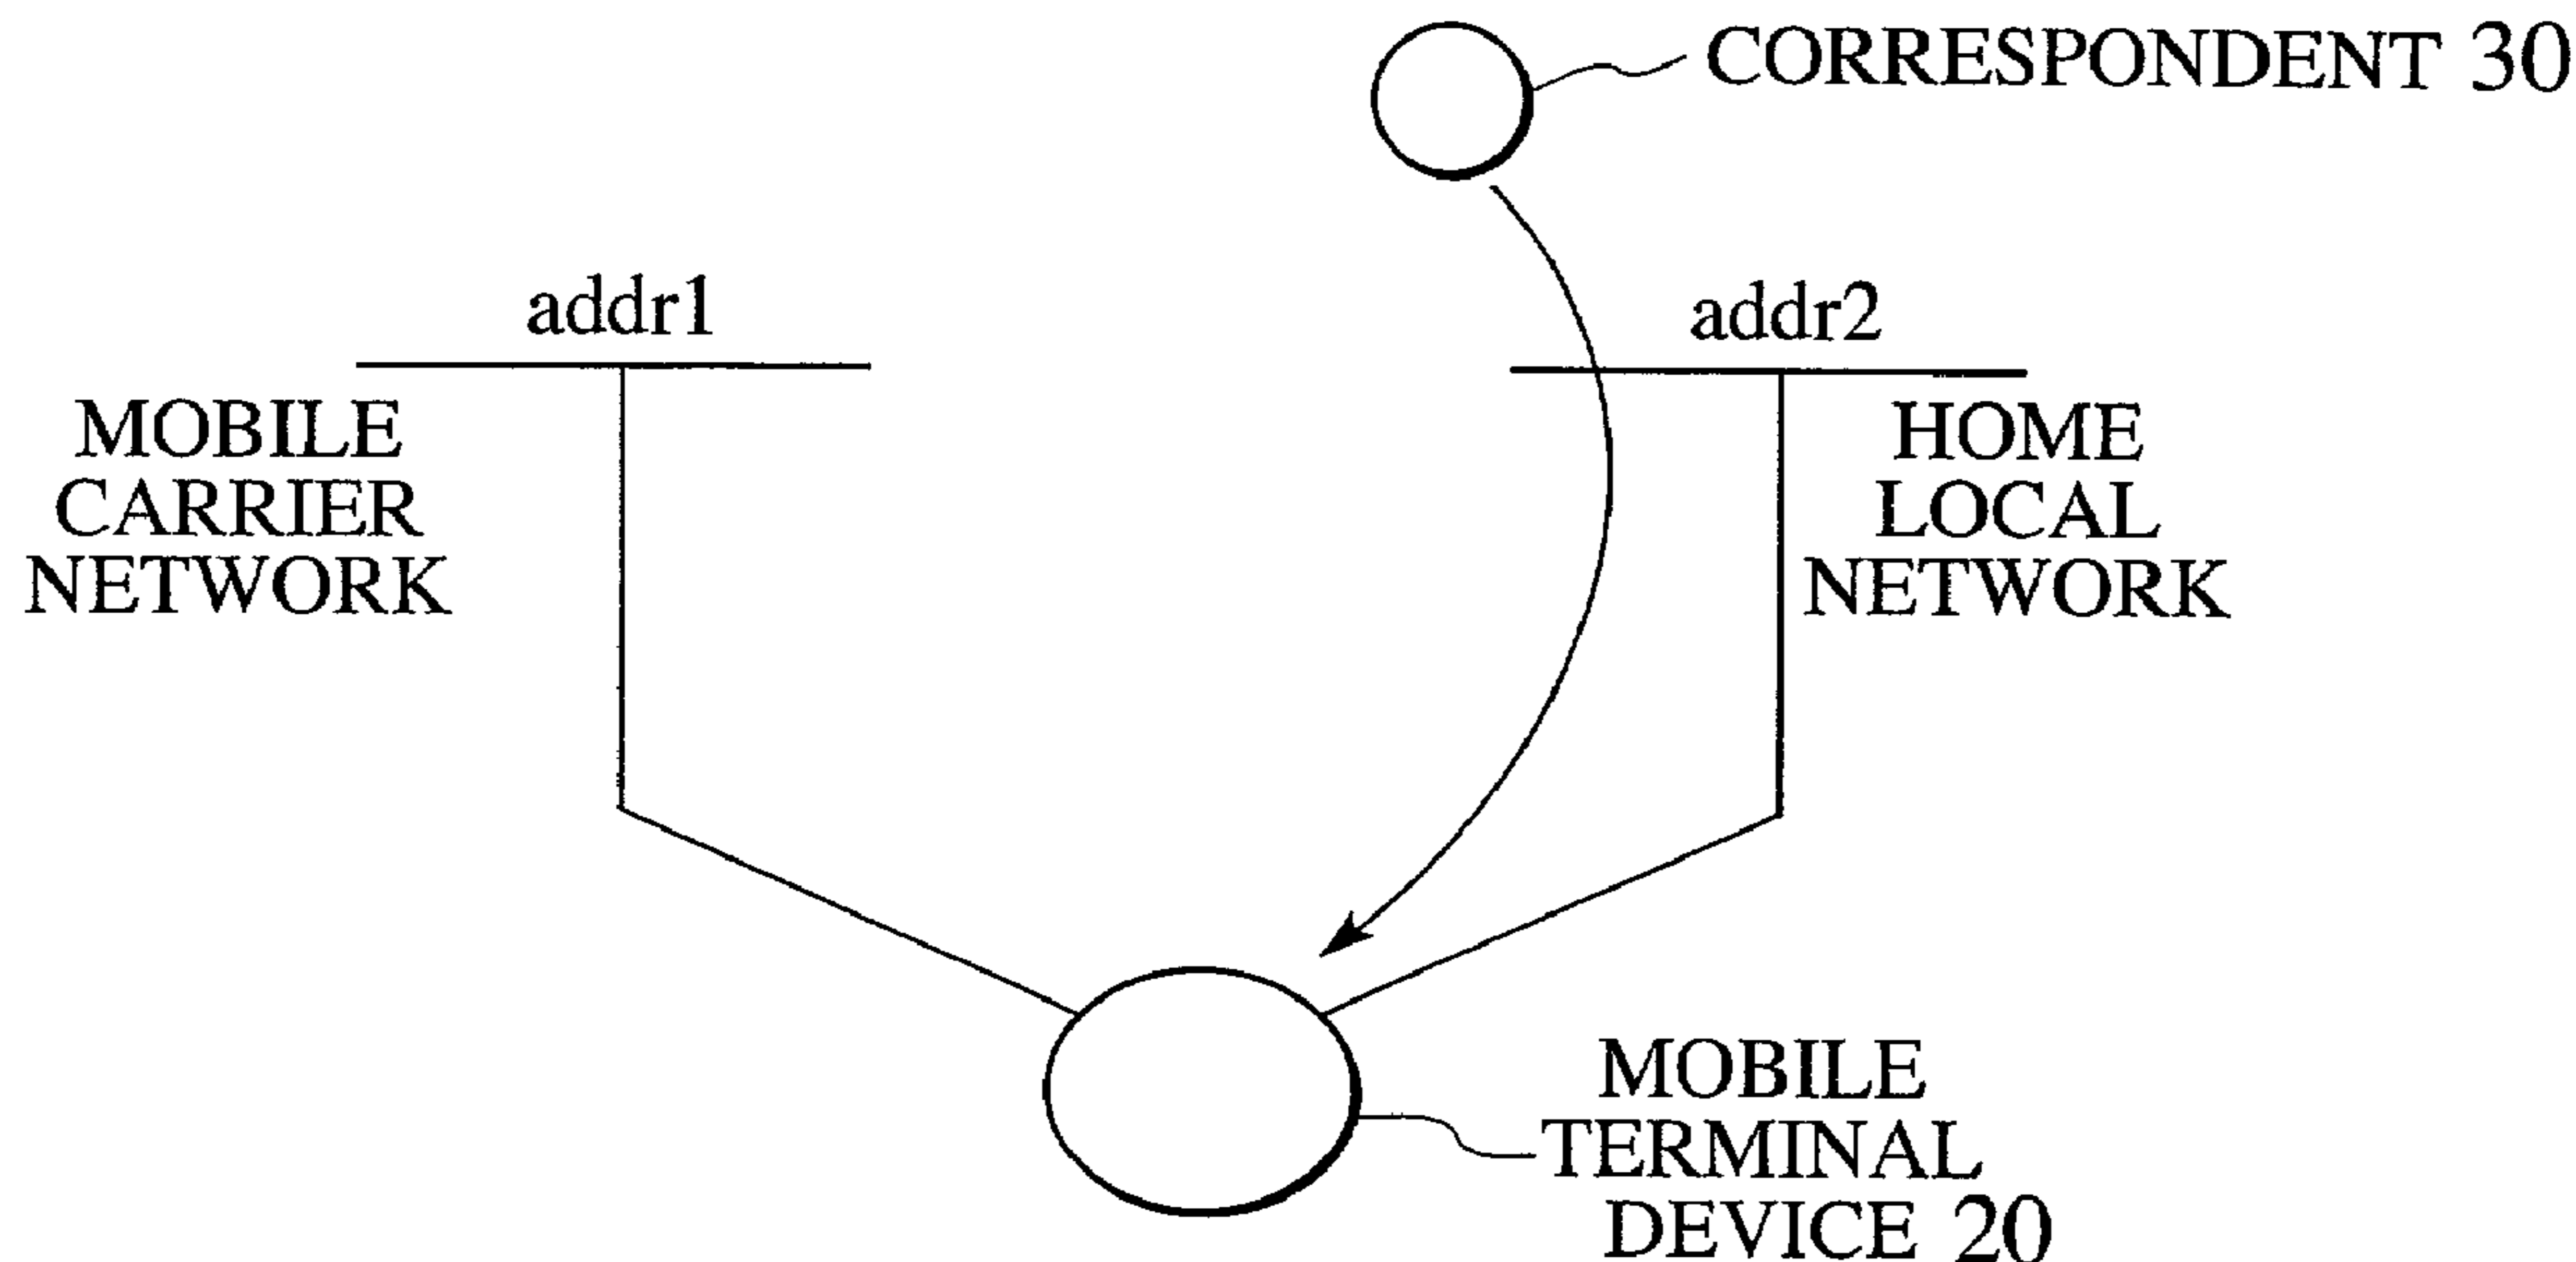 CORRESPONDENT 30
addr1
addr2
MOBILE
CARRIER
NETWORK
HOME
LOCAL
NETWORK
MOBILE
TERMINAL
DEVICE 20